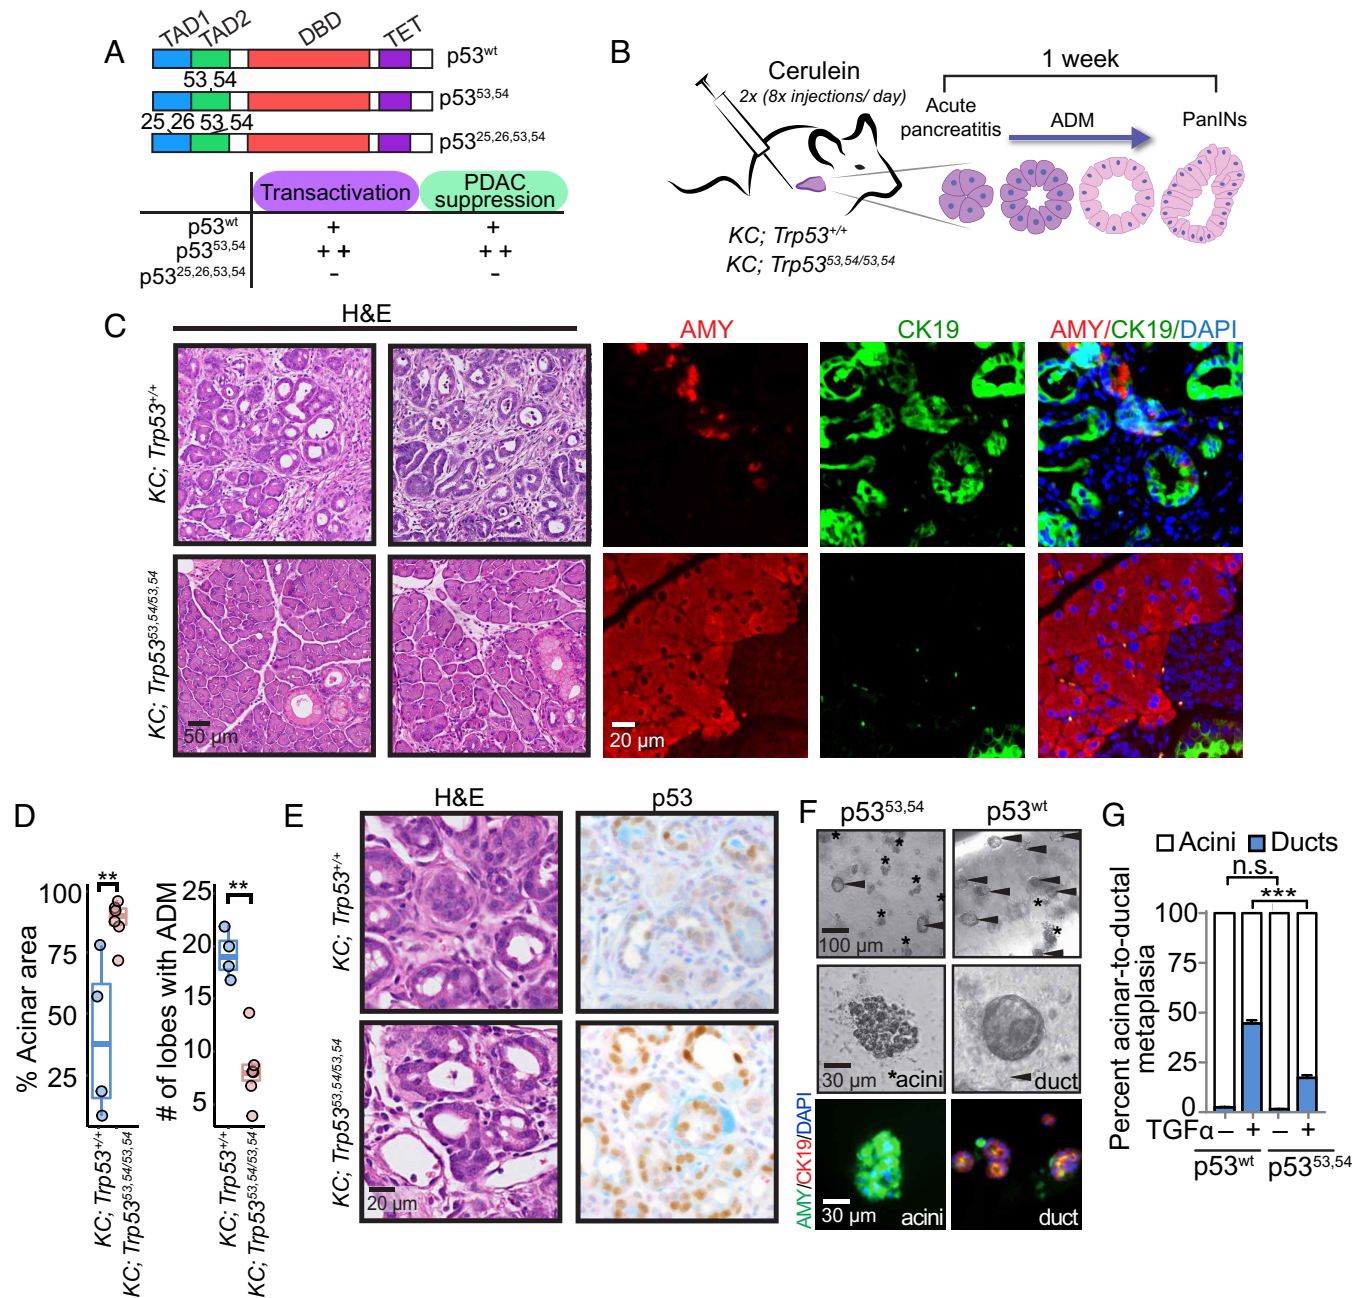 A
TAD1
TAD2
DBD
TET
p53wt
53,54
p5353,54
25,26 53,54
p5325,26,53,54
Transactivation
PDAC
suppression
p53wt + +
p5353,54 ++ ++
p5325,26,53,54 - -
B
Cerulein
2x (8x injections/ day)
1 week
Acute
pancreatitis
ADM
PanINs
KC; Trp53+/+
KC; Trp5353,54/53,54
C
H&E
AMY
CK19
AMY/CK19/DAPI
KC; Trp53+/+
KC; Trp5353,54/53,54
50 µm
20 µm
D
% Acinar area
100
75
50
25
**
KC; Trp53+/+
KC; Trp5353,54/53,54
# of lobes with ADM
25
20
15
10
5
**
KC; Trp53+/+
KC; Trp5353,54/53,54
E
H&E
p53
KC; Trp53+/+
KC; Trp5353,54/53,54
20 µm
F
p5353,54
p53wt
* * * * * * *
100 µm
* *
30 µm
*acini
duct
AMY/CK19/DAPI
30 µm
acini
duct
G
Acini Ducts
n.s.
***
Percent acinar-to-ductal
metaplasia
100
75
50
25
0
TGFα – + – +
p53wt p5353,54